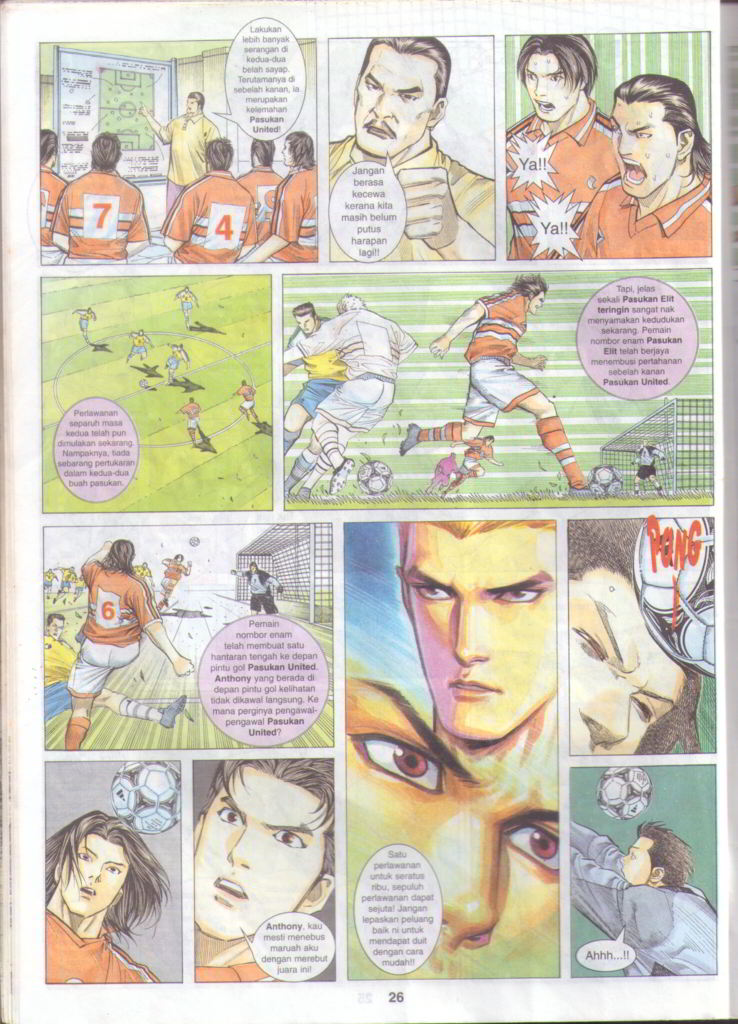 Lakukan
lebih banyak
serangan di
kedua-dua
belah sayap.
Terutamanya di
sebelah kanan, ia
merupakan
kelemahan
Pasukan
United!
7
4
Jangan
berasa
kecewa
kerana kita
masih belum
putus
harapan
lagi!!
Ya!!
Ya!!
Perlawanan
separuh masa
kedua telah pun
dimulakan sekarang.
Nampaknya, tiada
sebarang pertukaran
dalam kedua-dua
buah pasukan.
Tapi, jelas
sekali Pasukan Elit
teringin sangat nak
menyamakan kedudukan
sekarang. Pemain
nombor enam Pasukan
Elit telah berjaya
menembusi pertahanan
sebelah kanan
Pasukan United.
6
Pemain
nombor enam
telah membuat satu
hantaran tengah ke depan
pintu gol Pasukan United.
Anthony yang berada di
depan pintu gol kelihatan
tidak dikawal langsung. Ke
mana perginya pengawal-
pengawal Pasukan
United?
Satu
perlawanan
untuk seratus
ribu, sepuluh
perlawanan dapat
sejuta! Jangan
lepaskan peluang
baik ni untuk
mendapat duit
dengan cara
mudah!!
PONG
Anthony, kau
mesti menebus
maruah aku
dengan merebut
juara ini!
Ahhh...!!
26